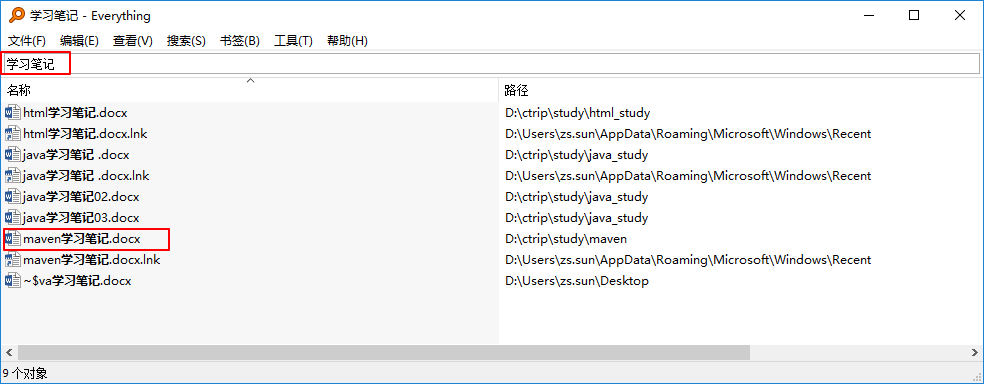 学习笔记 - Everything
文件(F) 编辑(E) 查看(V) 搜索(S) 书签(B) 工具(T) 帮助(H)
学习笔记
名称 路径
html学习笔记.docx D:\ctrip\study\html_study
html学习笔记.docx.lnk D:\Users\zs.sun\AppData\Roaming\Microsoft\Windows\Recent
java学习笔记 .docx D:\ctrip\study\java_study
java学习笔记 .docx.lnk D:\Users\zs.sun\AppData\Roaming\Microsoft\Windows\Recent
java学习笔记02.docx D:\ctrip\study\java_study
java学习笔记03.docx D:\ctrip\study\java_study
maven学习笔记.docx D:\ctrip\study\maven
maven学习笔记.docx.lnk D:\Users\zs.sun\AppData\Roaming\Microsoft\Windows\Recent
~$va学习笔记.docx D:\Users\zs.sun\Desktop
9 个对象